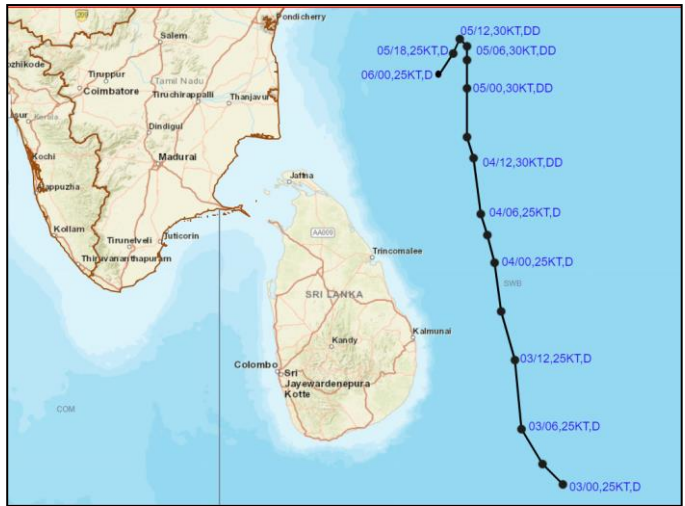 Pondicherry
Salem
05/12,30KT,DD
05/18,25KT,D
05/06,30KT,DD
ozhikode
Tiruppur
Tamil Nadu
06/00,25KT,D
Coimbatore
Tiruchirappalli
Thanjavur
05/00,30KT,DD
sur
Kerala
Dindigul
Kochi
Madurai
04/12,30KT,DD
Jaffna
Alappuzha
04/06,25KT,D
Kollam
Tuticorin
AA009
Tirunelveli
Trincomalee
Thiruvananthapuram
04/00,25KT,D
SWB
SRI LANKA
Kalmunai
Kandy
03/12,25KT,D
Colombo
Sri
Jayewardenepura
Kotte
COM
03/06,25KT,D
03/00,25KT,D